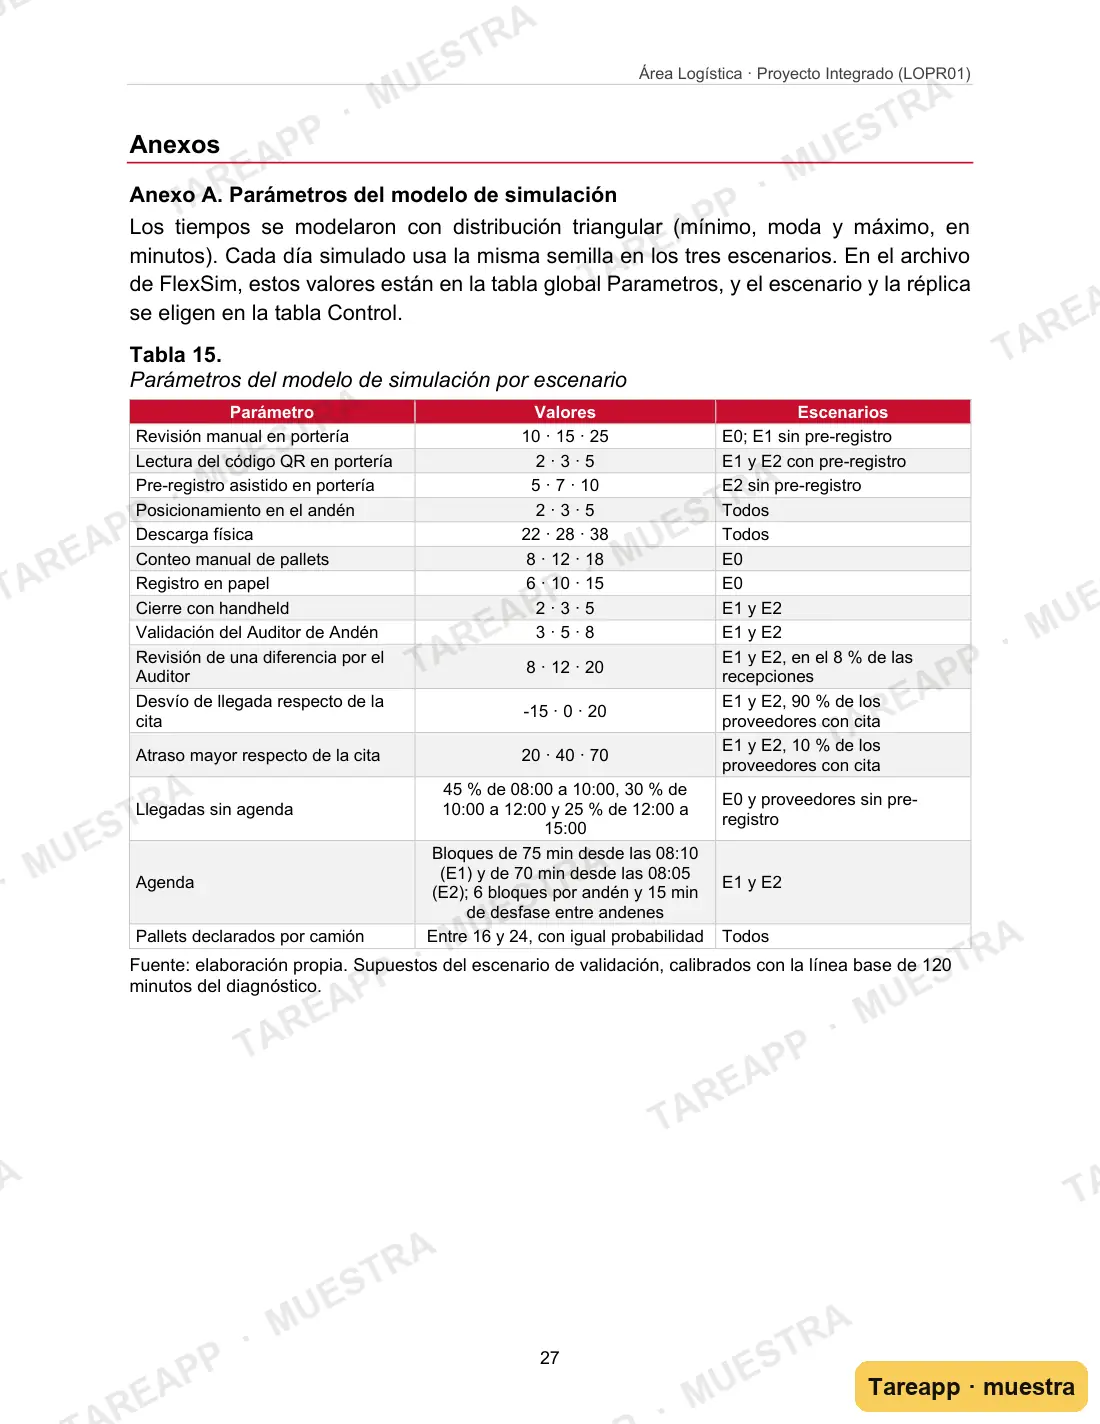 Área Logística · Proyecto Integrado (LOPR01)
Anexos
Anexo A. Parámetros del modelo de simulación
Los tiempos se modelaron con distribución triangular (mínimo, moda y máximo, en
minutos). Cada día simulado usa la misma semilla en los tres escenarios. En el archivo
de FlexSim, estos valores están en la tabla global Parametros, y el escenario y la réplica
se eligen en la tabla Control.
Tabla 15.
Parámetros del modelo de simulación por escenario
Parámetro Valores Escenarios
Revisión manual en portería 10 · 15 · 25 E0; E1 sin pre-registro
Lectura del código QR en portería 2 · 3 · 5 E1 y E2 con pre-registro
Pre-registro asistido en portería 5 · 7 · 10 E2 sin pre-registro
Posicionamiento en el andén 2 · 3 · 5 Todos
Descarga física 22 · 28 · 38 Todos
Conteo manual de pallets 8 · 12 · 18 E0
Registro en papel 6 · 10 · 15 E0
Cierre con handheld 2 · 3 · 5 E1 y E2
Validación del Auditor de Andén 3 · 5 · 8 E1 y E2
Revisión de una diferencia por el
Auditor
8 · 12 · 20
E1 y E2, en el 8 % de las
recepciones
Desvío de llegada respecto de la
cita
-15 · 0 · 20
E1 y E2, 90 % de los
proveedores con cita
Atraso mayor respecto de la cita
20 · 40 · 70
E1 y E2, 10 % de los
proveedores con cita
Llegadas sin agenda
45 % de 08:00 a 10:00, 30 % de
10:00 a 12:00 y 25 % de 12:00 a
15:00
E0 y proveedores sin pre-
registro
Agenda
Bloques de 75 min desde las 08:10
(E1) y de 70 min desde las 08:05
(E2); 6 bloques por andén y 15 min
de desfase entre andenes
E1 y E2
Pallets declarados por camión Entre 16 y 24, con igual probabilidad Todos
Fuente: elaboración propia. Supuestos del escenario de validación, calibrados con la línea base de 120
minutos del diagnóstico.
27
Tareapp · muestra
TAREAPP · MUESTRA